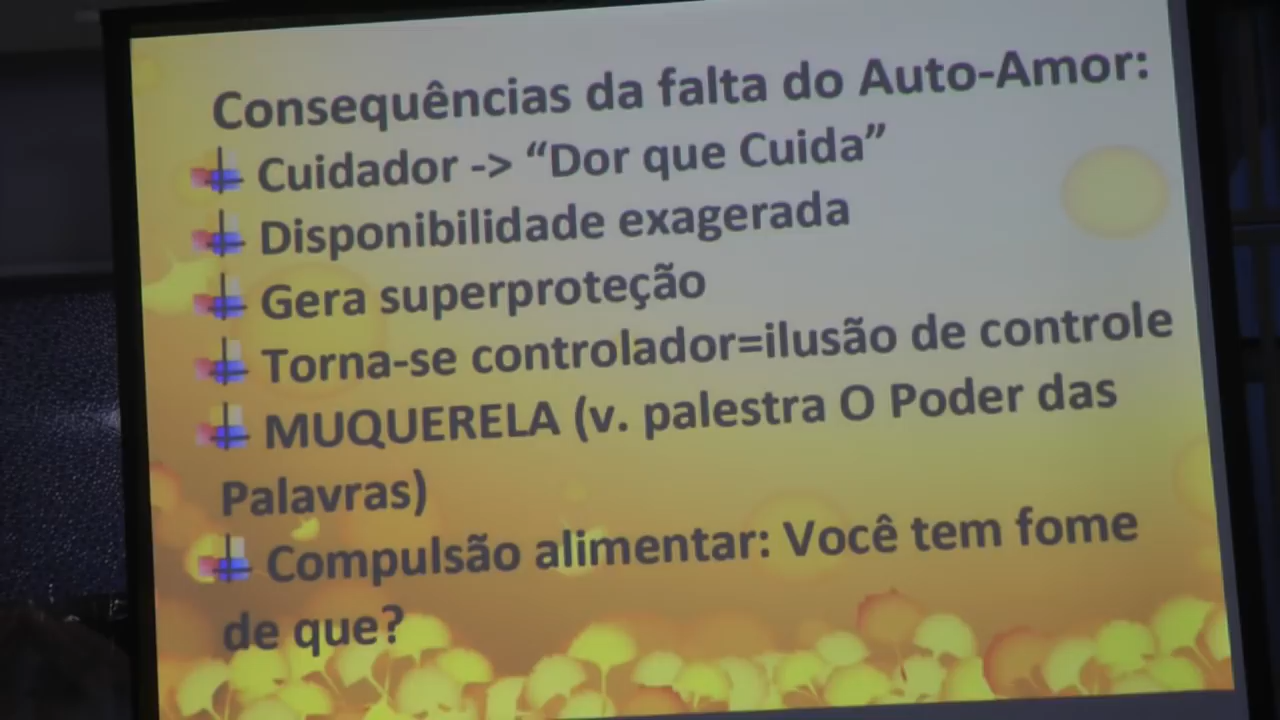 Consequências da falta do Auto-Amor:
Cuidador -> “Dor que Cuida”
Disponibilidade exagerada
Gera superproteção
Torna-se controlador=ilusão de controle
MUQUERELA (v. palestra O Poder das
Palavras)
Compulsão alimentar: Você tem fome
de que?